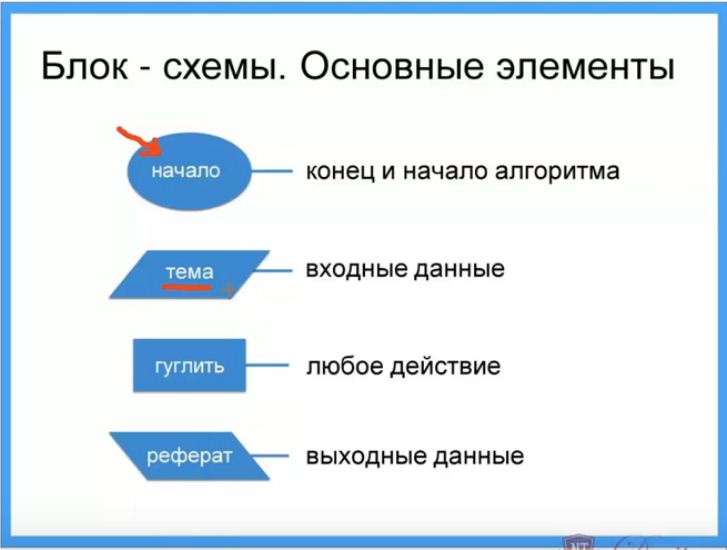 Блок - схемы. Основные элементы
начало
конец и начало алгоритма
тема
входные данные
гуглить
любое действие
реферат
выходные данные